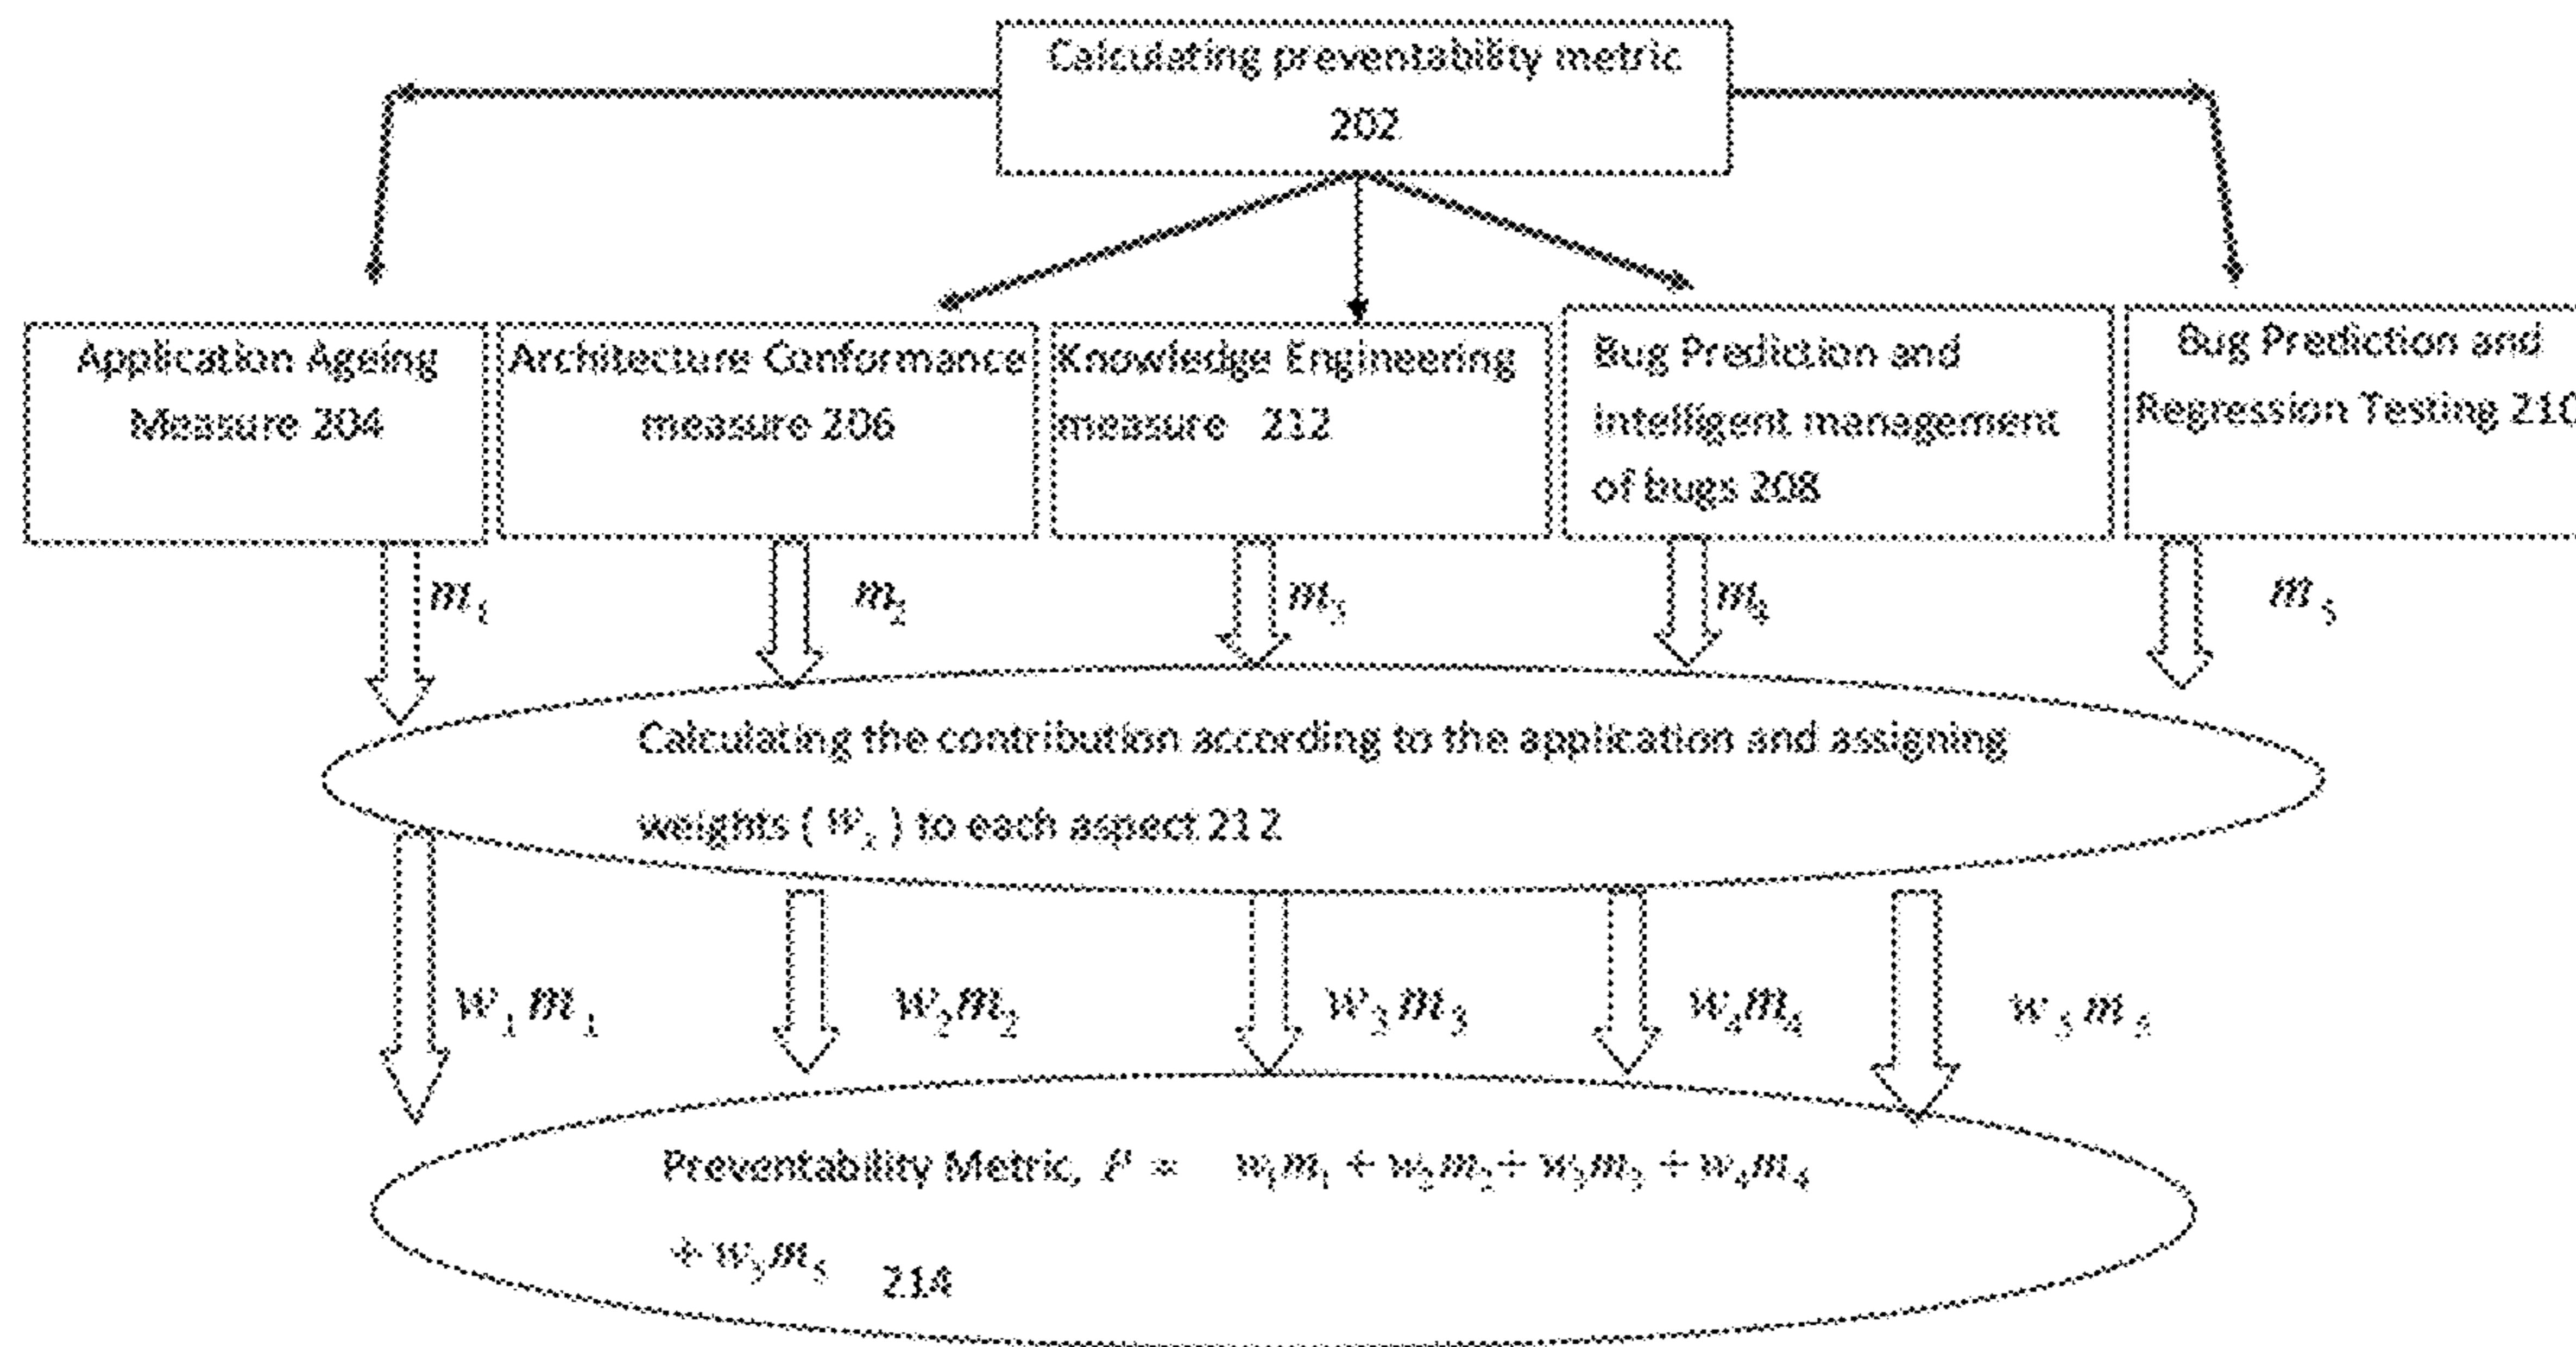 Calculating preventability metric
202
Application Ageing
Measure 204
Architecture Conformance
measure 206
Knowledge Engineering
measure 212
Bug Prediction and
intelligent management
of bugs 208
Bug Prediction and
Regression Testing 210
m₁
m₂
m₃
m₄
m₅
Calculating the contribution according to the application and assigning
weights ( ) to each aspect 212
w₁m₁
w₂m₂
w₃m₃
w₄m₄
w₅m₅
Preventability Metric, P = w₁m₁ + w₂m₂ + w₃m₃ + w₄m₄
+ w₅m₅ 214